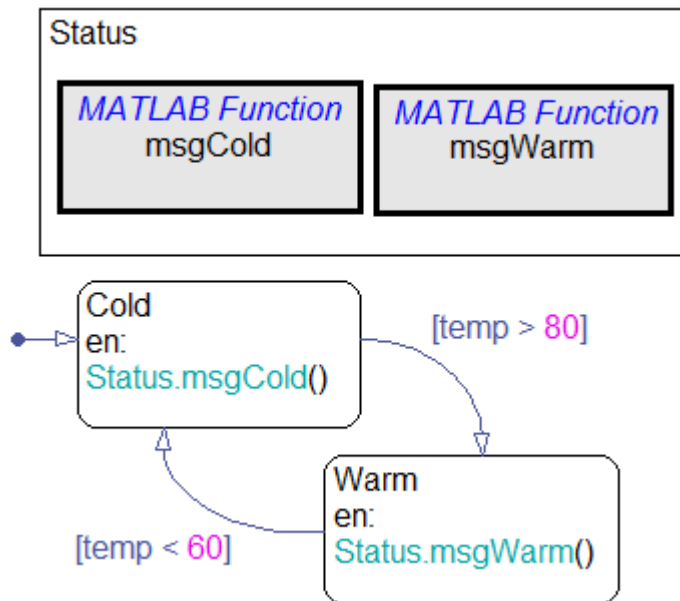 Status
MATLAB Function
msgCold
MATLAB Function
msgWarm
Cold
en:
Status.msgCold()
[temp > 80]
Warm
en:
Status.msgWarm()
[temp < 60]